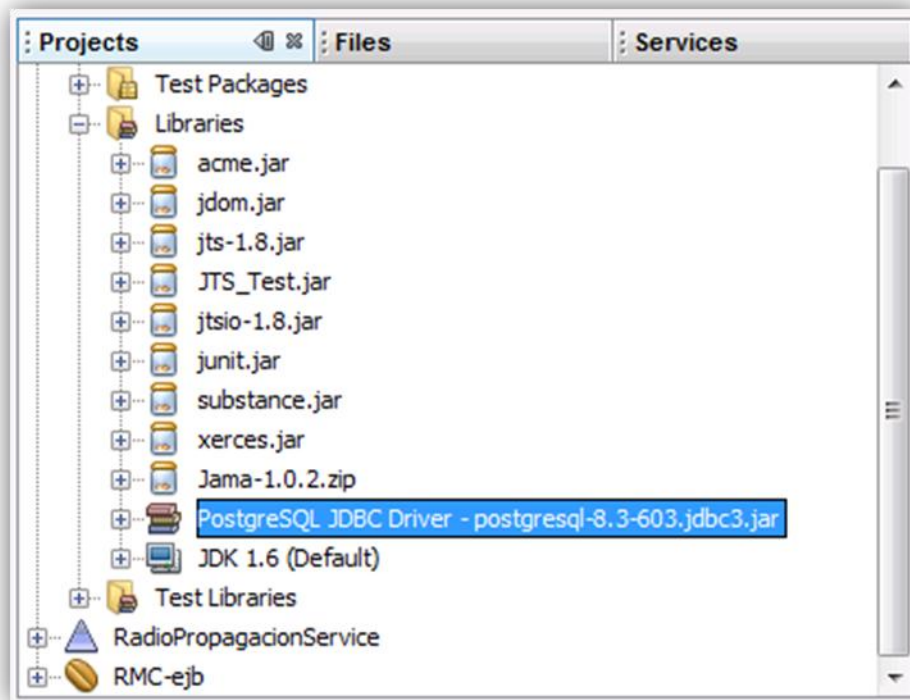 Projects
Files
Services
Test Packages
Libraries
acme.jar
jdom.jar
jts-1.8.jar
JTS_Test.jar
jtsio-1.8.jar
junit.jar
substance.jar
xerces.jar
Jama-1.0.2.zip
PostgreSQL JDBC Driver - postgresql-8.3-603.jdbc3.jar
JDK 1.6 (Default)
Test Libraries
RadioPropagacionService
RMC-ejb